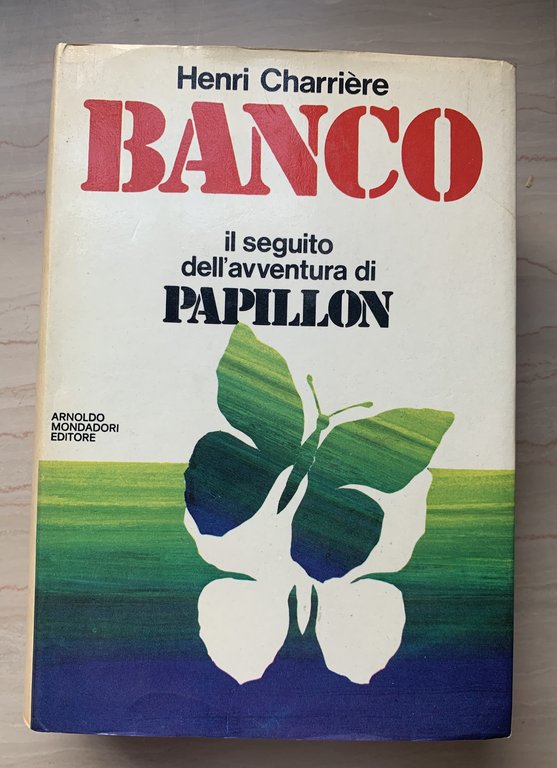 Henri Charrière
BANCO
il seguito
dell'avventura di
PAPILLON
ARNOLDO
MONDADORI
EDITORE